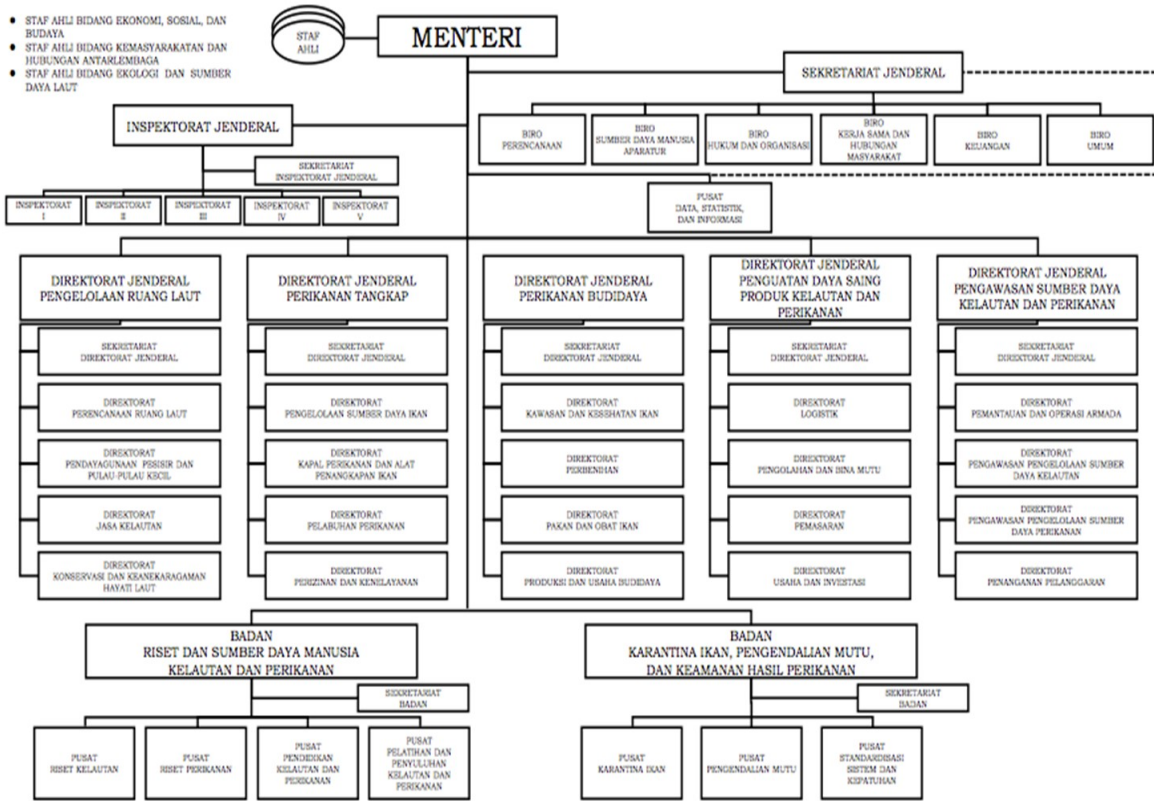 ● STAF AHLI BIDANG EKONOMI, SOSIAL, DAN
BUDAYA
● STAF AHLI BIDANG KEMASYARAKATAN DAN
HUBUNGAN ANTARLEMBAGA
● STAF AHLI BIDANG EKOLOGI DAN SUMBER
DAYA LAUT
STAF
AHLI
MENTERI
SEKRETARIAT JENDERAL
INSPEKTORAT JENDERAL
BIRO
PERENCANAAN
BIRO
SUMBER DAYA MANUSIA
APARATUR
BIRO
HUKUM DAN ORGANISASI
BIRO
KERJA SAMA DAN
HUBUNGAN
MASYARAKAT
BIRO
KEUANGAN
BIRO
UMUM
SEKRETARIAT
INSPEKTORAT JENDERAL
INSPEKTORAT
I
INSPEKTORAT
II
INSPEKTORAT
III
INSPEKTORAT
IV
INSPEKTORAT
V
PUSAT
DATA, STATISTIK,
DAN INFORMASI
DIREKTORAT JENDERAL
PENGELOLAAN RUANG LAUT
SEKRETARIAT
DIREKTORAT JENDERAL
DIREKTORAT
PERENCANAAN RUANG LAUT
DIREKTORAT
PENDAYAGUNAAN PESISIR DAN
PULAU-PULAU KECIL
DIREKTORAT
JASA KELAUTAN
DIREKTORAT
KONSERVASI DAN KEANEKARAGAMAN
HAYATI LAUT
DIREKTORAT JENDERAL
PERIKANAN TANGKAP
SEKRETARIAT
DIREKTORAT JENDERAL
DIREKTORAT
PENGELOLAAN SUMBER DAYA IKAN
DIREKTORAT
KAPAL PERIKANAN DAN ALAT
PENANGKAPAN IKAN
DIREKTORAT
PELABUHAN PERIKANAN
DIREKTORAT
PERIZINAN DAN KENELAYANAN
DIREKTORAT JENDERAL
PERIKANAN BUDIDAYA
SEKRETARIAT
DIREKTORAT JENDERAL
DIREKTORAT
KAWASAN DAN KESEHATAN IKAN
DIREKTORAT
PERBENIHAN
DIREKTORAT
PAKAN DAN OBAT IKAN
DIREKTORAT
PRODUKSI DAN USAHA BUDIDAYA
DIREKTORAT JENDERAL
PENGUATAN DAYA SAING
PRODUK KELAUTAN DAN
PERIKANAN
SEKRETARIAT
DIREKTORAT JENDERAL
DIREKTORAT
LOGISTIK
DIREKTORAT
PENGOLAHAN DAN BINA MUTU
DIREKTORAT
PEMASARAN
DIREKTORAT
USAHA DAN INVESTASI
DIREKTORAT JENDERAL
PENGAWASAN SUMBER DAYA
KELAUTAN DAN PERIKANAN
SEKRETARIAT
DIREKTORAT JENDERAL
DIREKTORAT
PEMANTAUAN DAN OPERASI ARMADA
DIREKTORAT
PENGAWASAN PENGELOLAAN SUMBER
DAYA KELAUTAN
DIREKTORAT
PENGAWASAN PENGELOLAAN SUMBER
DAYA PERIKANAN
DIREKTORAT
PENANGANAN PELANGGARAN
BADAN
RISET DAN SUMBER DAYA MANUSIA
KELAUTAN DAN PERIKANAN
SEKRETARIAT
BADAN
PUSAT
RISET KELAUTAN
PUSAT
RISET PERIKANAN
PUSAT
PENDIDIKAN
KELAUTAN DAN
PERIKANAN
PUSAT
PELATIHAN DAN
PENYULUHAN
KELAUTAN DAN
PERIKANAN
BADAN
KARANTINA IKAN, PENGENDALIAN MUTU,
DAN KEAMANAN HASIL PERIKANAN
SEKRETARIAT
BADAN
PUSAT
KARANTINA IKAN
PUSAT
PENGENDALIAN MUTU
PUSAT
STANDARDISASI
SISTEM DAN
KEPATUHAN